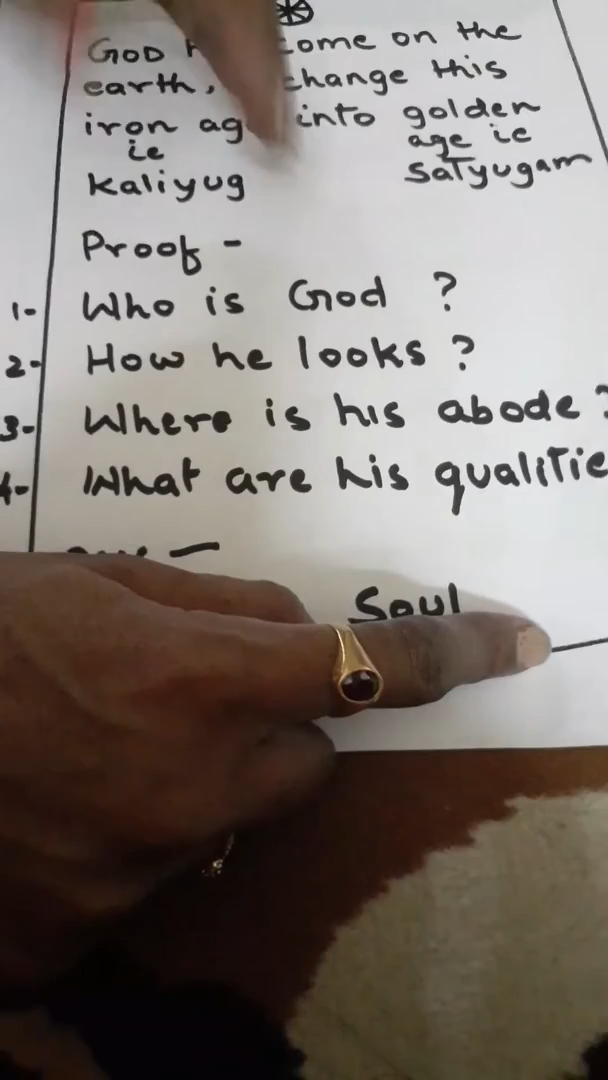 GOD come on the
earth, change this
iron age into golden
ie age ie
Kaliyug Satyugam
Proof -
1- Who is God ?
2- How he looks ?
3- Where is his abode ?
4- What are his qualitie
Soul